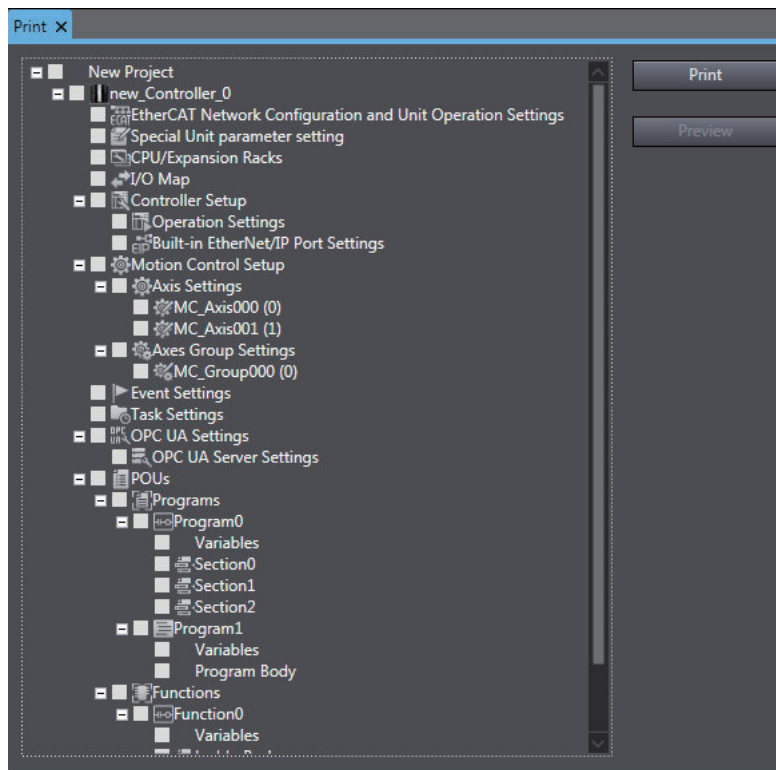 Print
New Project
Print
new_Controller_0
EtherCAT Network Configuration and Unit Operation Settings
Preview
Special Unit parameter setting
CPU/Expansion Racks
I/O Map
Controller Setup
Operation Settings
Built-in EtherNet/IP Port Settings
Motion Control Setup
Axis Settings
MC_Axis000 (0)
MC_Axis001 (1)
Axes Group Settings
MC_Group000 (0)
Event Settings
Task Settings
OPC UA Settings
OPC UA Server Settings
POUs
Programs
Program0
Variables
Section0
Section1
Section2
Program1
Variables
Program Body
Functions
Function0
Variables